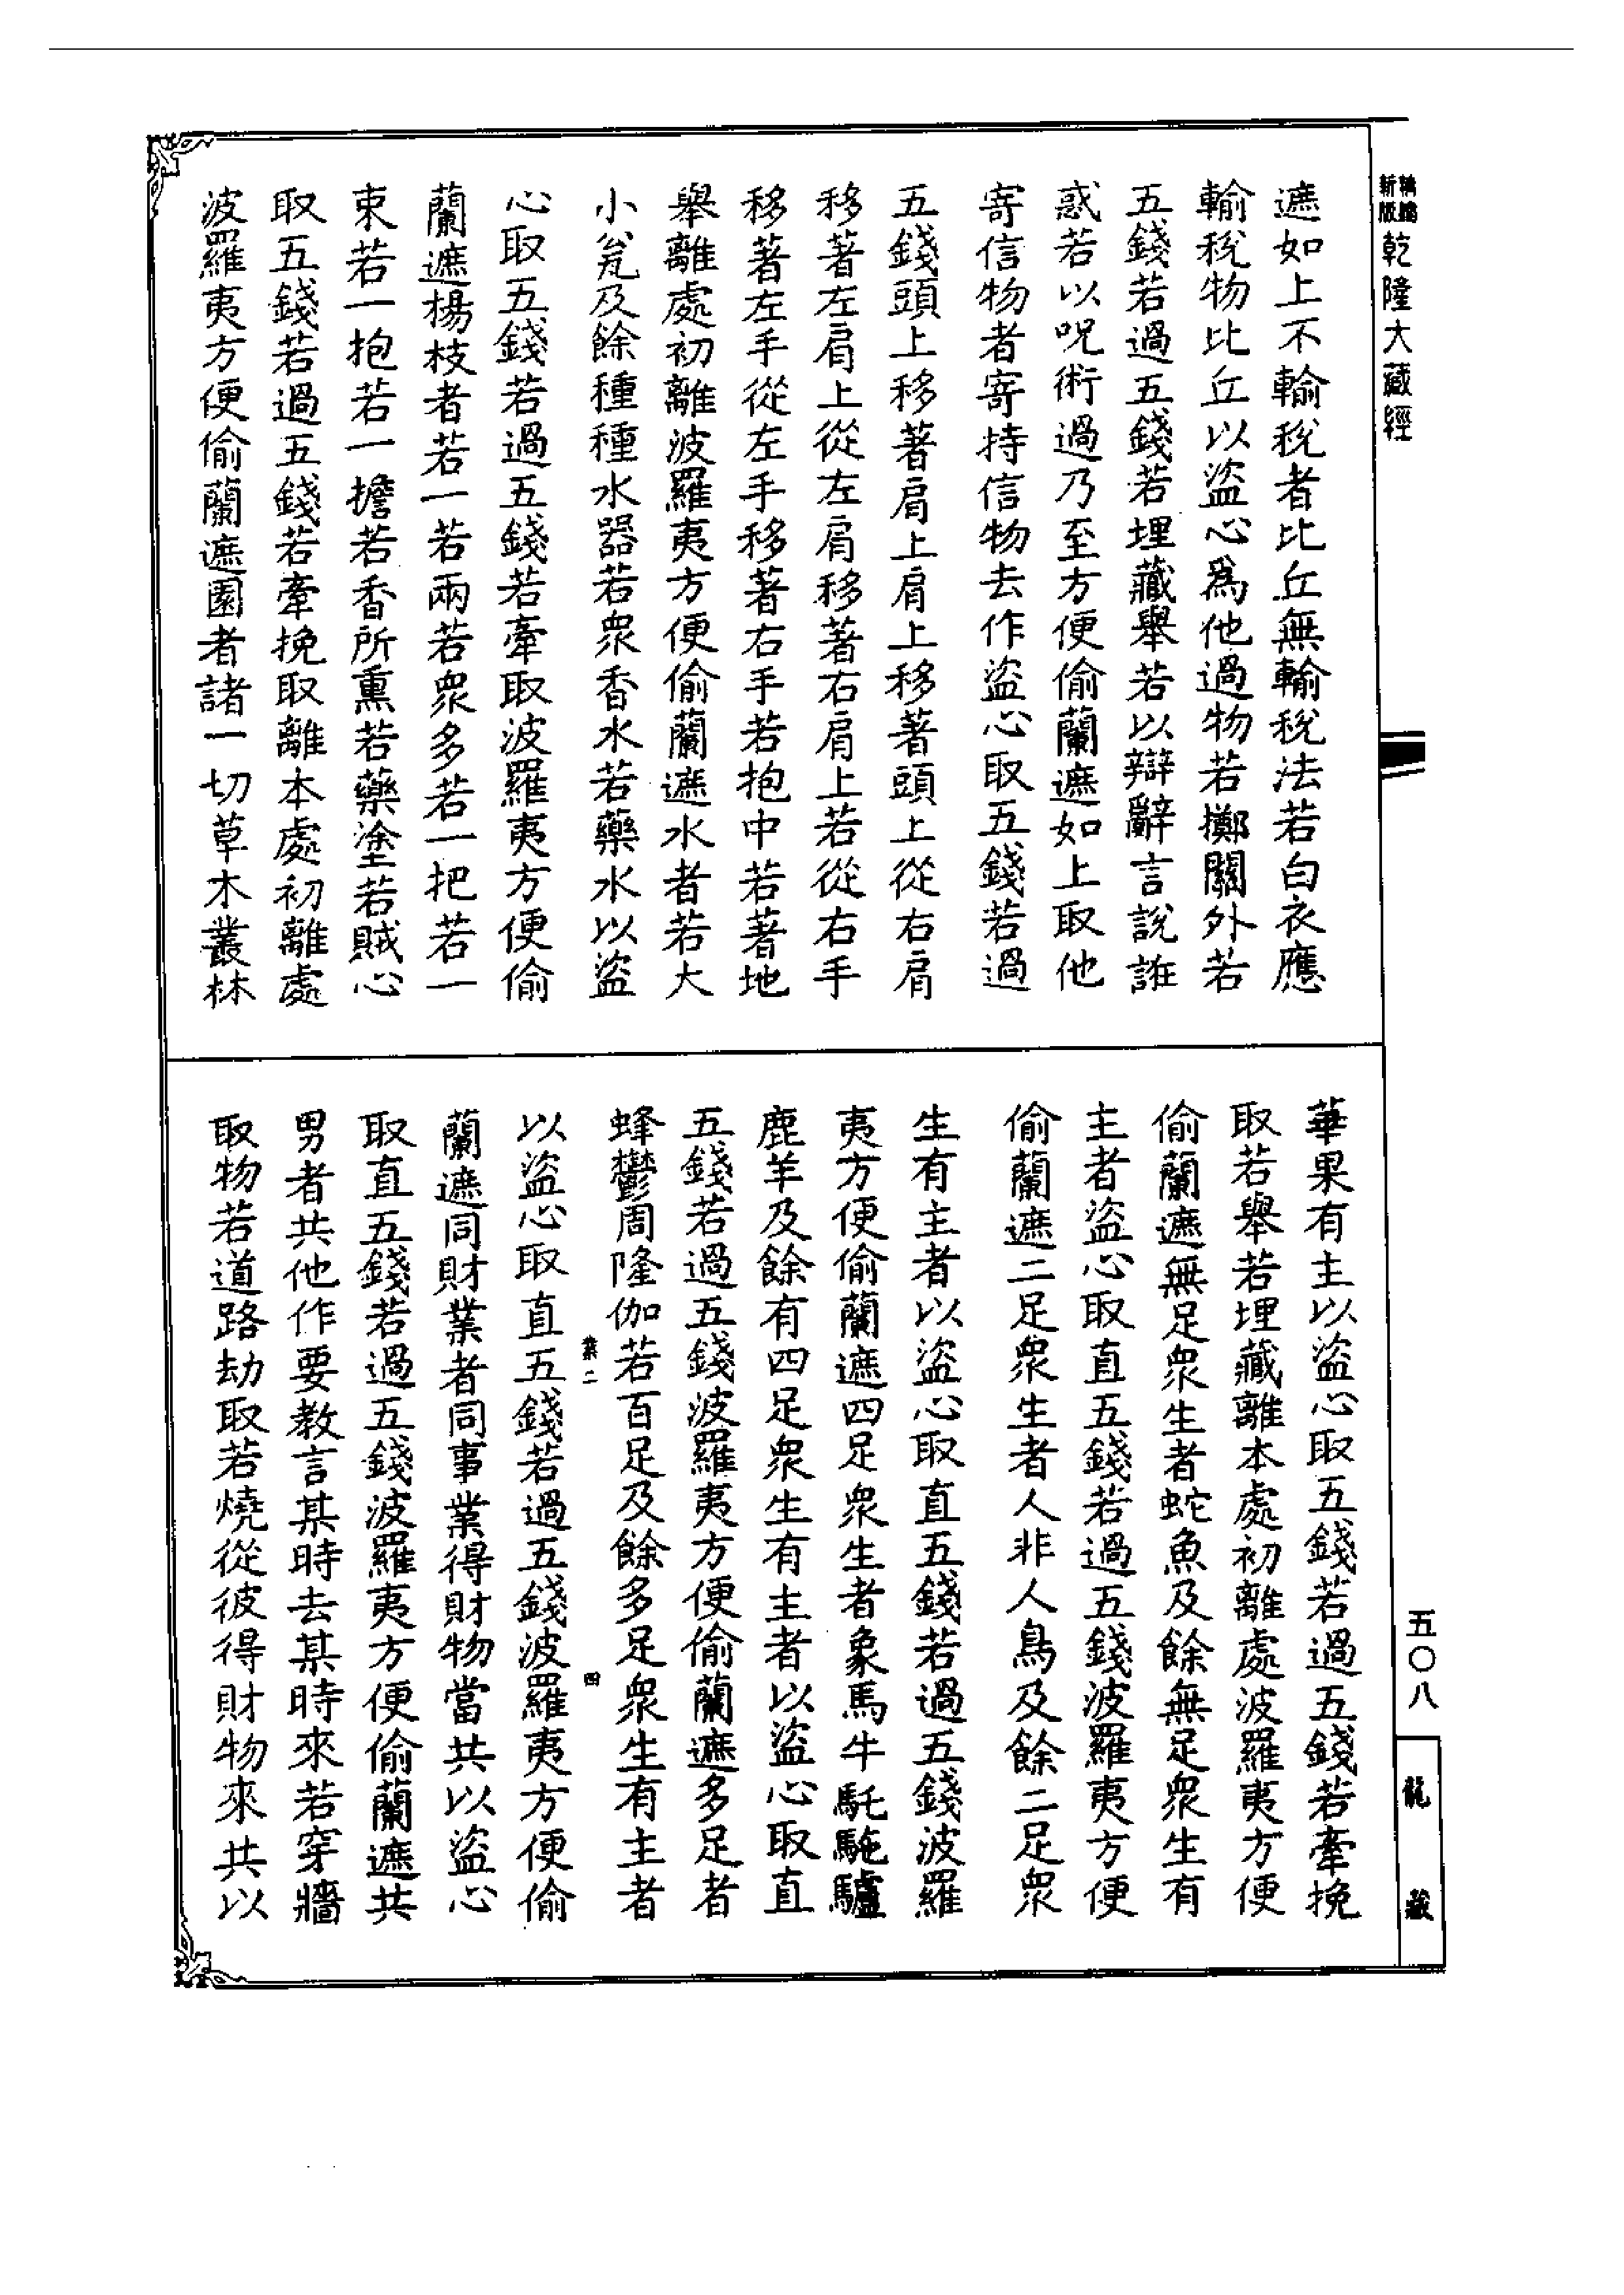 乾隆大藏經
遮如上不輸稅者比丘無輸稅法若白衣應
輸稅物比丘以盜心爲他過物若擲關外若
五錢若過五錢若埋藏舉若以辯辭言說誑
惑若以呪術過乃至方便偷蘭遮如上取他
寄信物者寄持信物去作盜心取五錢若過
五錢頭上移著肩上肩上移著頭上從右肩
移著左肩上從左肩移著右肩上若從右手
移著左手從左手移著右手若抱中若著地
舉離處初離波羅夷方便偷蘭遮水者若大
小瓮及餘種種水器若眾香水若藥水以盜
心取五錢若過五錢若牽取波羅夷方便偷
蘭遮楊枝者若一若兩若眾多若一把若一
束若一抱若一擔若香所熏若藥塗若賊心
取五錢若過五錢若牽挽取離本處初離處
波羅夷方便偷蘭遮園者諸一切草木叢林
華果有主以盜心取五錢若過五錢若牽挽
取若舉若埋藏離本處初離處波羅夷方便
偷蘭遮無足眾生者蛇魚及餘無足眾生有
主者盜心取直五錢若過五錢波羅夷方便
偷蘭遮二足眾生者人非人鳥及餘二足眾
生有主者以盜心取直五錢若過五錢波羅
夷方便偷蘭遮四足眾生者象馬牛馲駞驢
鹿羊及餘有四足眾生有主者以盜心取直
五錢若過五錢波羅夷方便偷蘭遮多足者
蜂鬱周隆伽若百足及餘多足眾生有主者
業二 四
以盜心取直五錢若過五錢波羅夷方便偷
蘭遮同財業者同事業得財物當共以盜心
取直五錢若過五錢波羅夷方便偷蘭遮共
男者共他作要教言某時去某時來若穿牆
取物若道路劫取若燒從彼得財物來共以
五〇八
龍藏